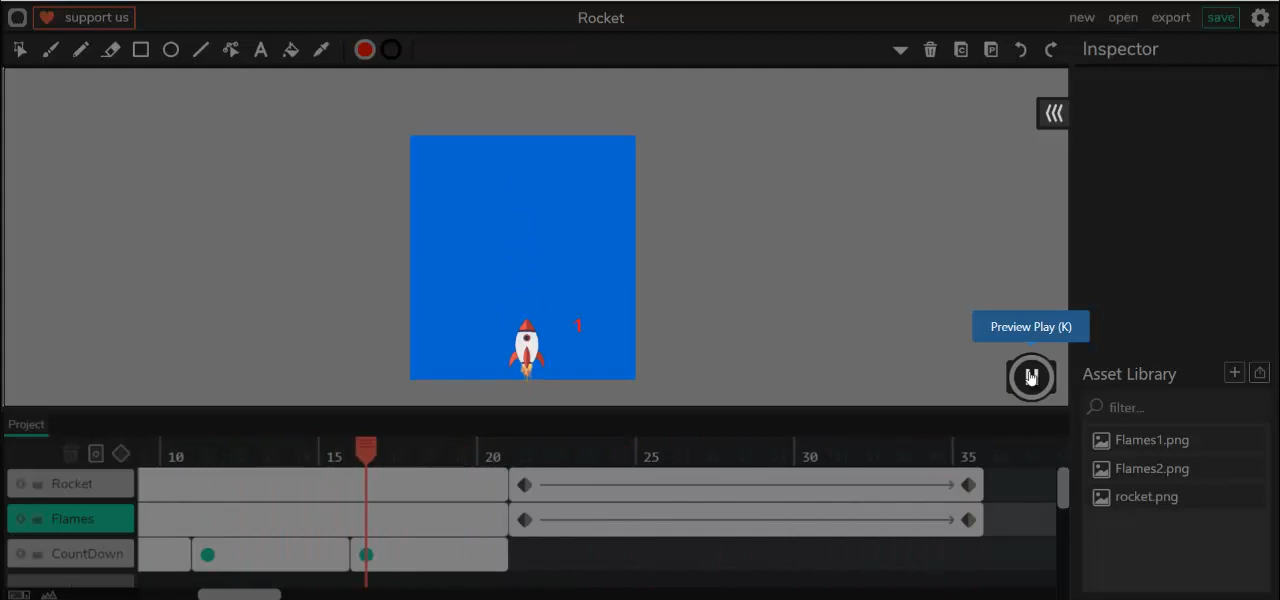 support us
Rocket
new open export save
A C P
Inspector
1
Preview Play (K)
Asset Library
filter...
Flames1.png
Flames2.png
rocket.png
Project
10 15 20 25 30 35
Rocket
Flames
CountDown